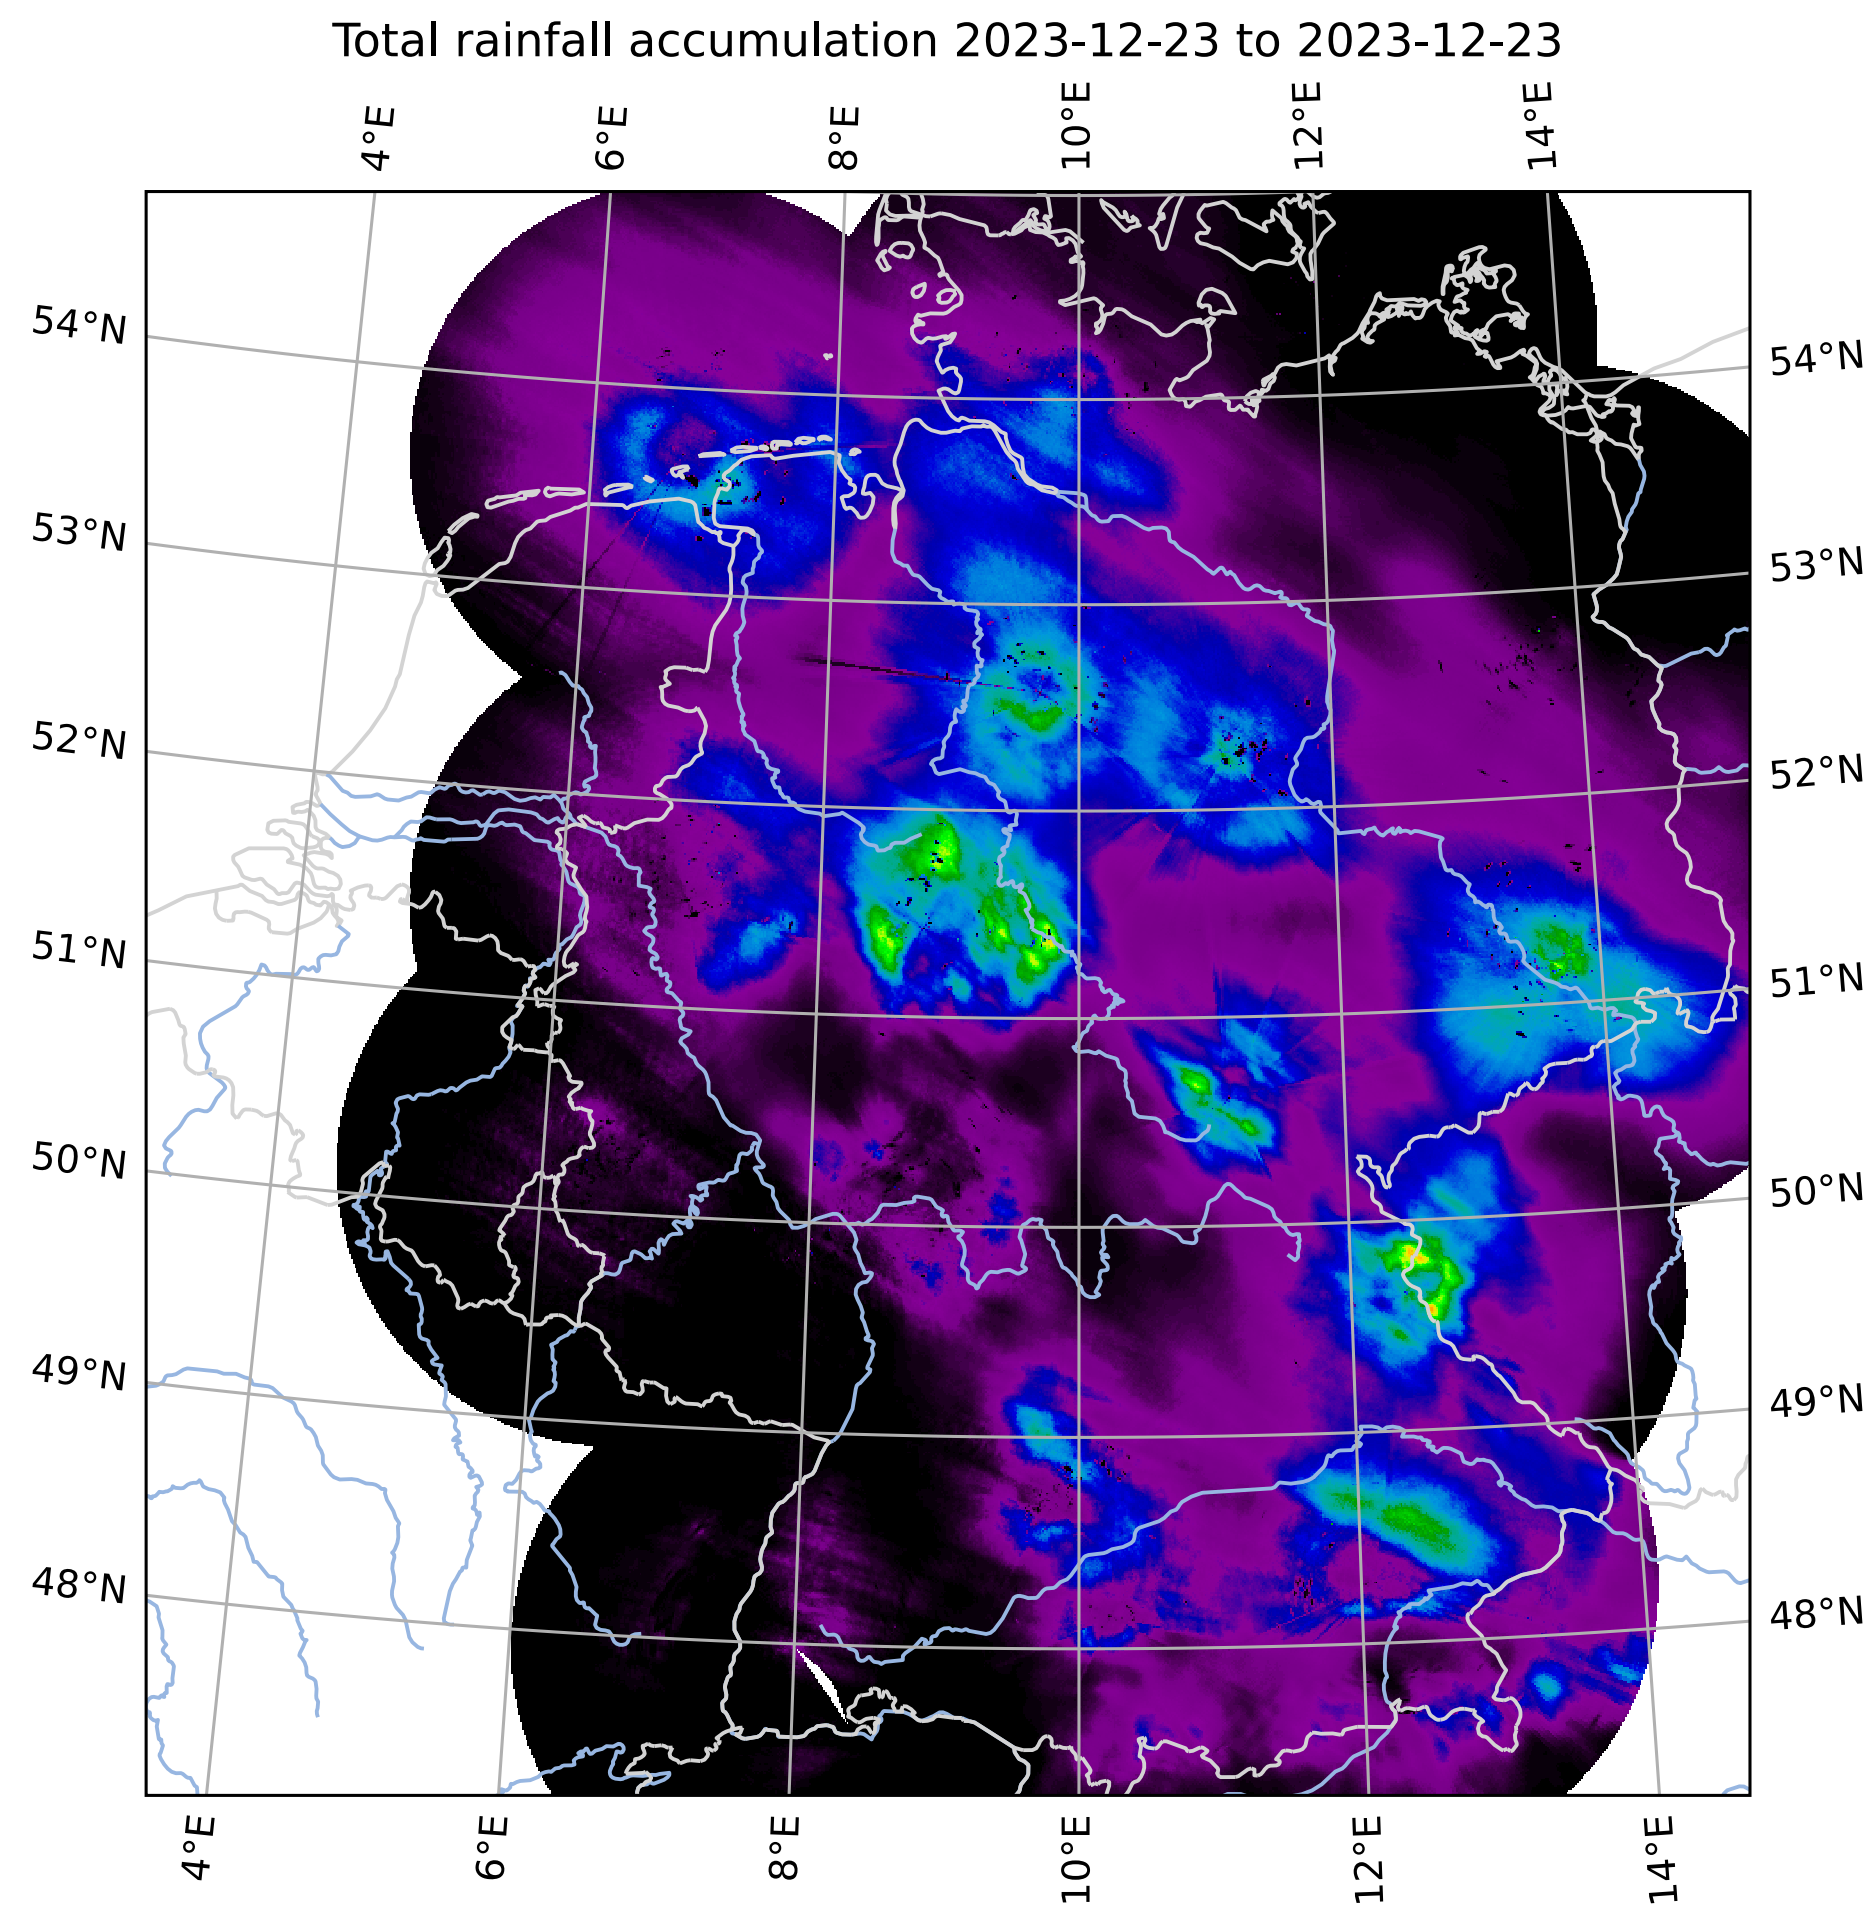 Total rainfall accumulation 2023-12-23 to 2023-12-23
4°E 6°E 8°E 10°E 12°E 14°E
54°N 54°N
53°N 53°N
52°N 52°N
51°N 51°N
50°N 50°N
49°N 49°N
48°N 48°N
4°E 6°E 8°E 10°E 12°E 14°E